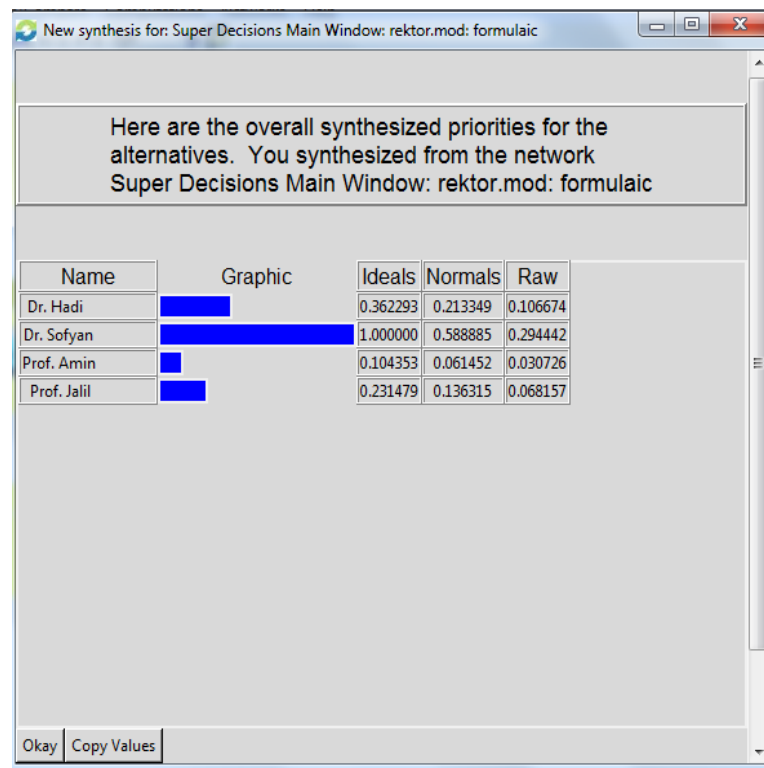 New synthesis for: Super Decisions Main Window: rektor.mod: formulaic
Here are the overall synthesized priorities for the
alternatives. You synthesized from the network
Super Decisions Main Window: rektor.mod: formulaic
Name Graphic Ideals Normals Raw
Dr. Hadi 0.362293 0.213349 0.106674
Dr. Sofyan 1.000000 0.588885 0.294442
Prof. Amin 0.104353 0.061452 0.030726
Prof. Jalil 0.231479 0.136315 0.068157
Okay Copy Values